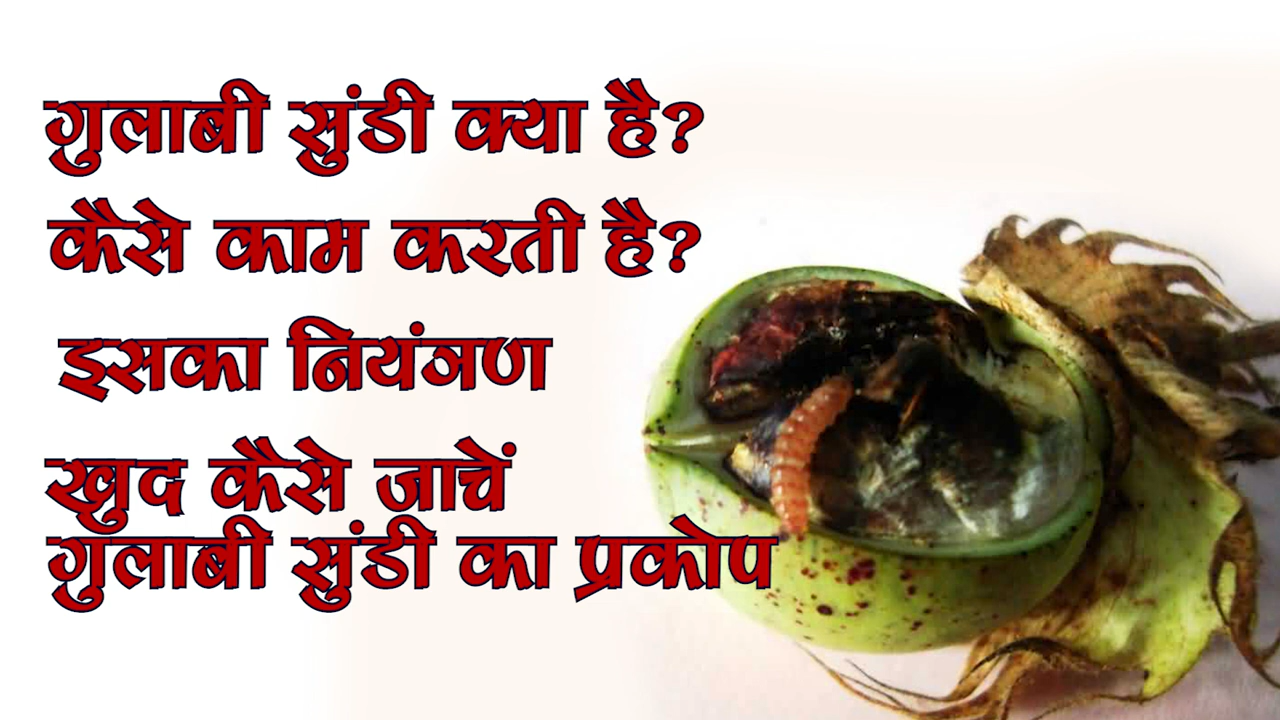 गुलाबी सुंडी क्या है?
कैसे काम करती है?
इसका नियंत्रण
खुद कैसे जाचें
गुलाबी सुंडी का प्रकोप